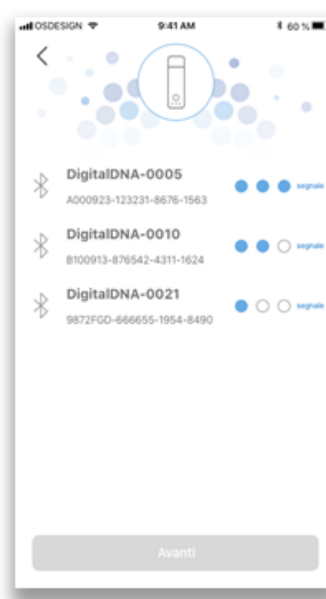 OSDESIGN 9:41 AM 60 %
DigitalDNA-0005
segnale
A000923-123231-8676-1563
DigitalDNA-0010
segnale
B100913-876542-4311-1624
DigitalDNA-0021
segnale
9872FGD-666655-1954-8490
Avanti